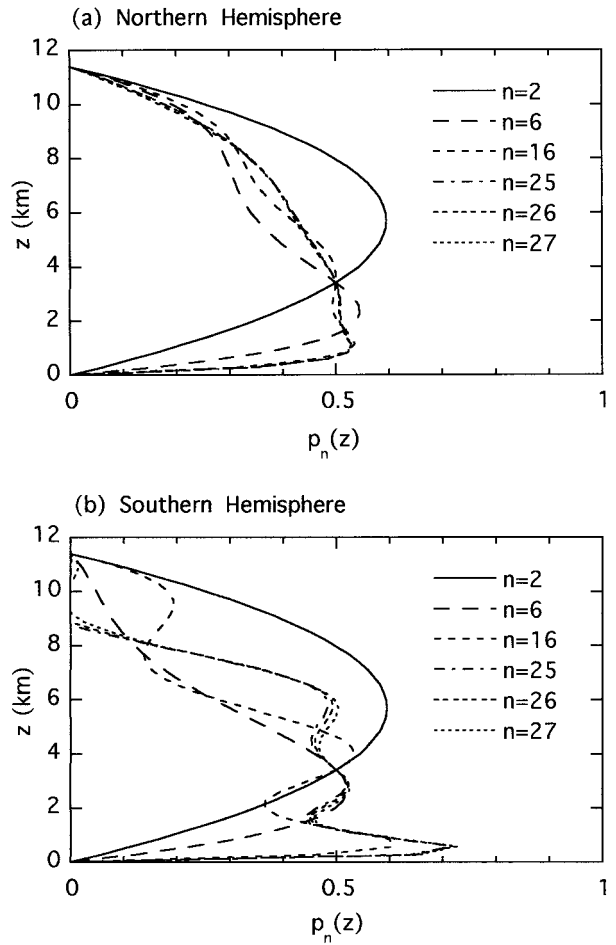 (a) Northern Hemisphere
12
10
8
6
4
2
0
z (km)
n=2
n=6
n=16
n=25
n=26
n=27
0
0.5
1
pn(z)
(b) Southern Hemisphere
12
10
8
6
4
2
0
z (km)
n=2
n=6
n=16
n=25
n=26
n=27
0
0.5
1
pn(z)